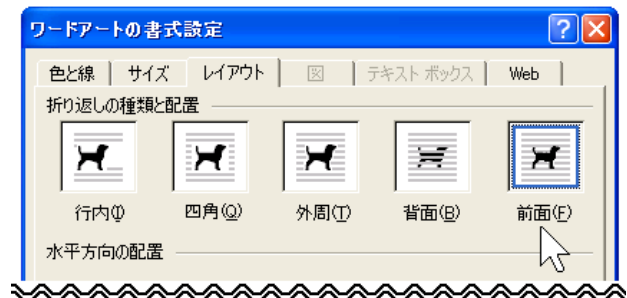 ワードアートの書式設定
色と線 サイズ レイアウト 図 テキスト ボックス Web
折り返しの種類と配置
行内(I) 四角(Q) 外周(T) 背面(B) 前面(F)
水平方向の配置